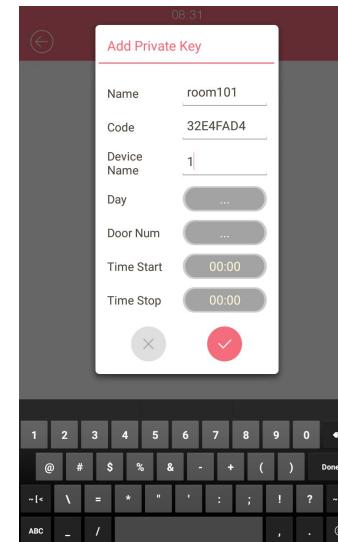 08:31
Add Private Key
Name room101
Code 32E4FAD4
Device Name 1
Day ...
Door Num ...
Time Start 00:00
Time Stop 00:00
1 2 3 4 5 6 7 8 9 0
@ # $ % & - + ( ) Done
~[< \ = * " ' : ; ! ? ~
ABC _ / , .